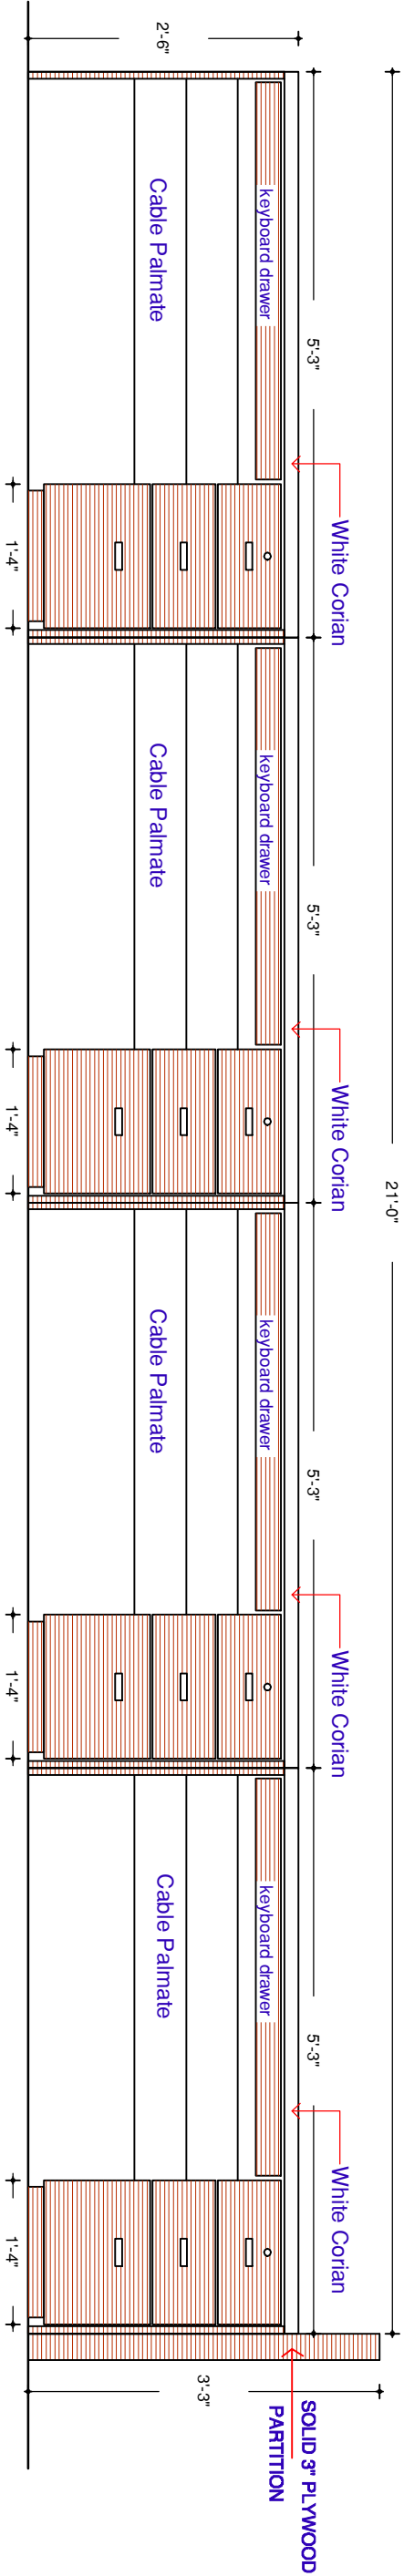 21'-0"
5'-3"
5'-3"
5'-3"
5'-3"
White Corian
White Corian
White Corian
White Corian
2'-6"
keyboard drawer
keyboard drawer
keyboard drawer
keyboard drawer
Cable Palmate
Cable Palmate
Cable Palmate
Cable Palmate
SOLID 3" PLYWOOD
PARTITION
3'-3"
1'-4"
1'-4"
1'-4"
1'-4"